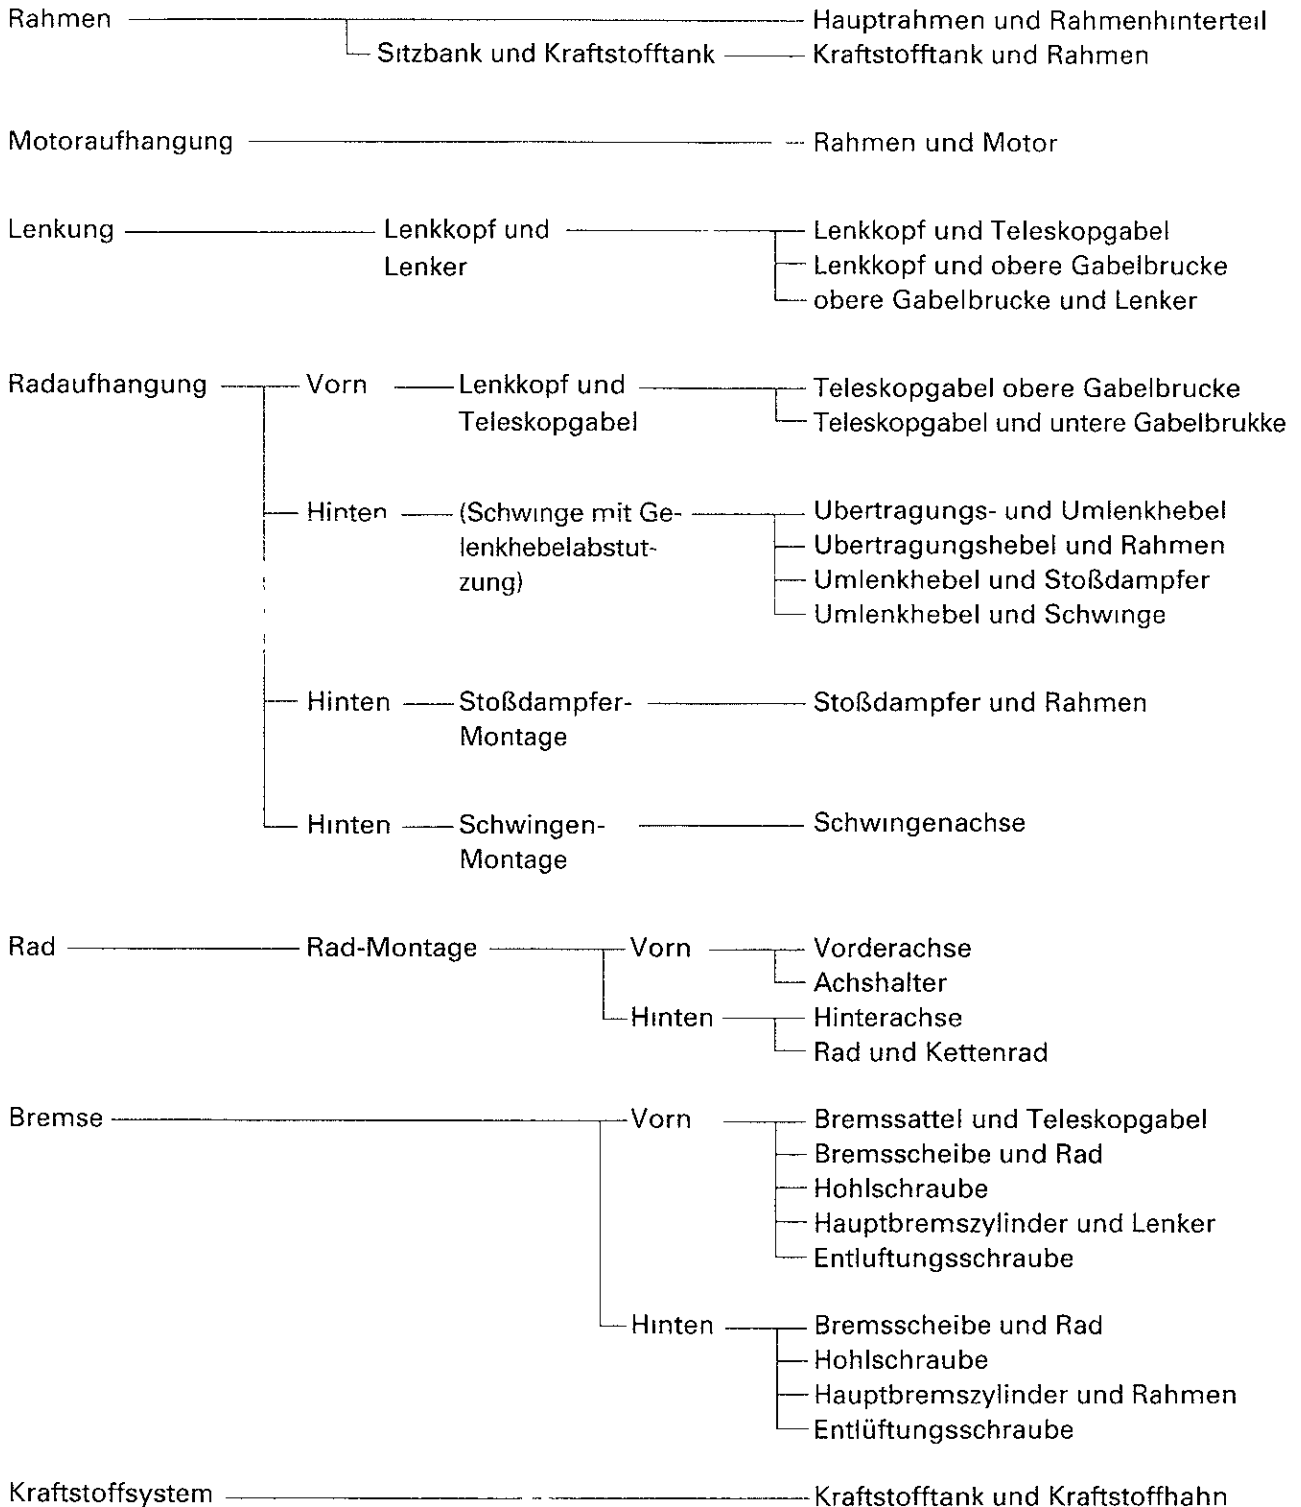 Rahmen
Hauptrahmen und Rahmenhinterteil
Sitzbank und Kraftstofftank
Kraftstofftank und Rahmen
Motoraufhangung
Rahmen und Motor
Lenkung
Lenkkopf und
Lenker
Lenkkopf und Teleskopgabel
Lenkkopf und obere Gabelbrucke
obere Gabelbrucke und Lenker
Radaufhangung
Vorn
Lenkkopf und
Teleskopgabel
Teleskopgabel obere Gabelbrucke
Teleskopgabel und untere Gabelbrukke
Hinten
(Schwinge mit Ge-
lenkhebelabstut-
zung)
Ubertragungs- und Umlenkhebel
Ubertragungshebel und Rahmen
Umlenkhebel und Stoßdampfer
Umlenkhebel und Schwinge
Hinten
Stoßdampfer-
Montage
Stoßdampfer und Rahmen
Hinten
Schwingen-
Montage
Schwingenachse
Rad
Rad-Montage
Vorn
Vorderachse
Achshalter
Hinten
Hinterachse
Rad und Kettenrad
Bremse
Vorn
Bremssattel und Teleskopgabel
Bremsscheibe und Rad
Hohlschraube
Hauptbremszylinder und Lenker
Entluftungsschraube
Hinten
Bremsscheibe und Rad
Hohlschraube
Hauptbremszylinder und Rahmen
Entlüftungsschraube
Kraftstoffsystem
Kraftstofftank und Kraftstoffhahn